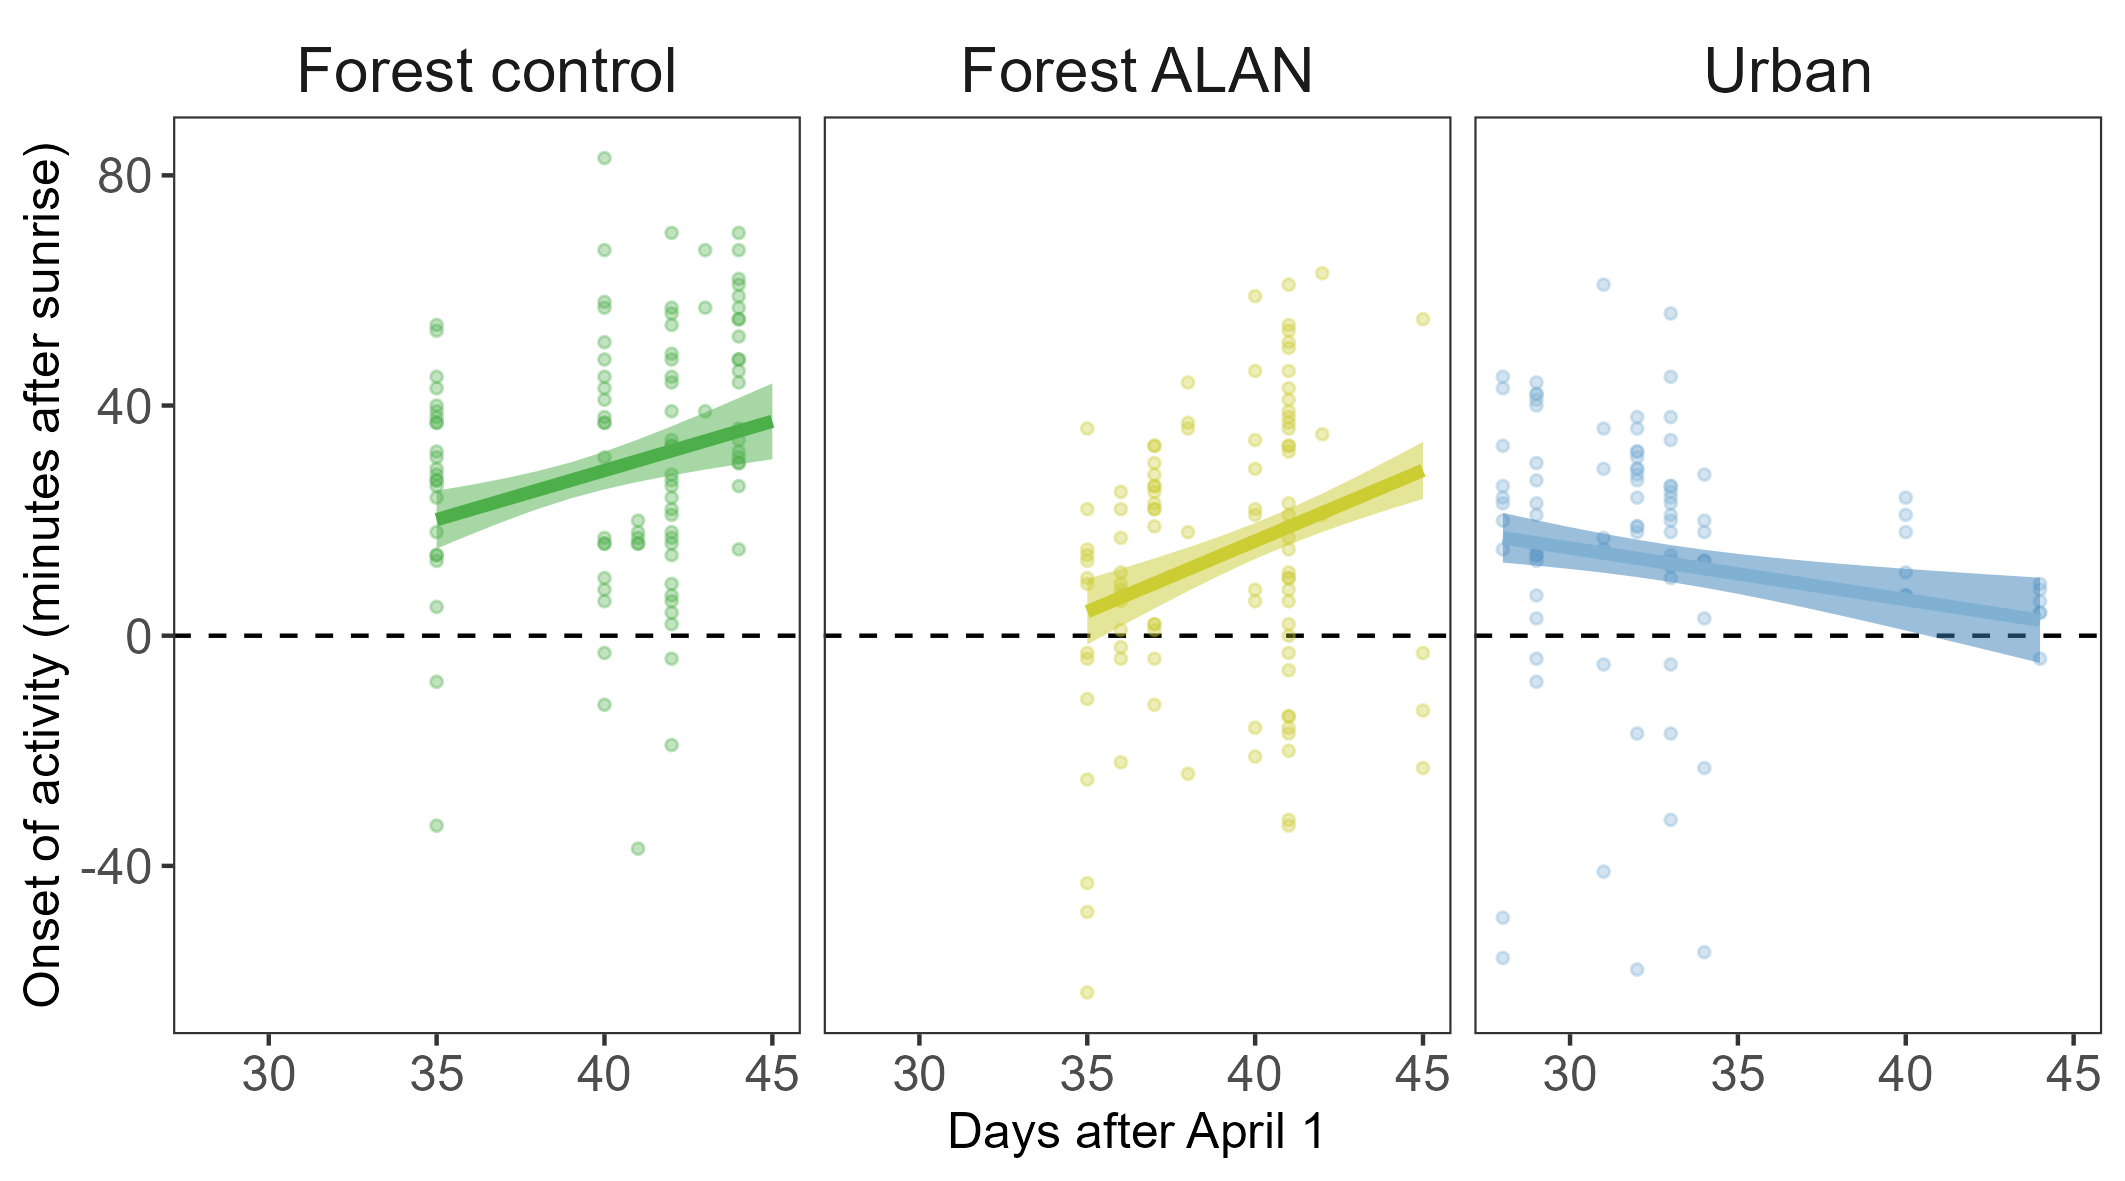 Forest control Forest ALAN Urban
Onset of activity (minutes after sunrise)
80
40
0
-40
30 35 40 45 30 35 40 45 30 35 40 45
Days after April 1